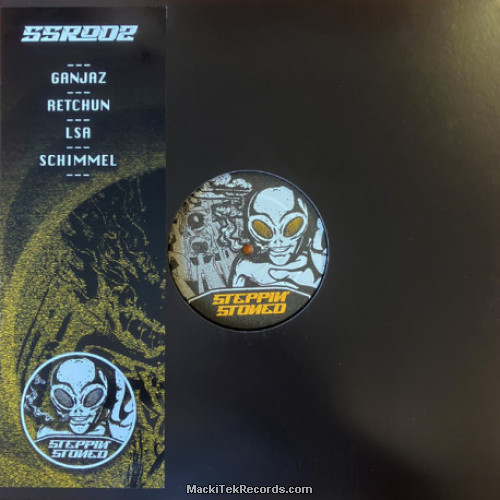 SSR002
---
GANJAZ
---
RETCHUN
---
LSA
---
SCHIMMEL
---
STEPPIN'
STONED
STEPPIN'
STONED
MackiTekRecords.com